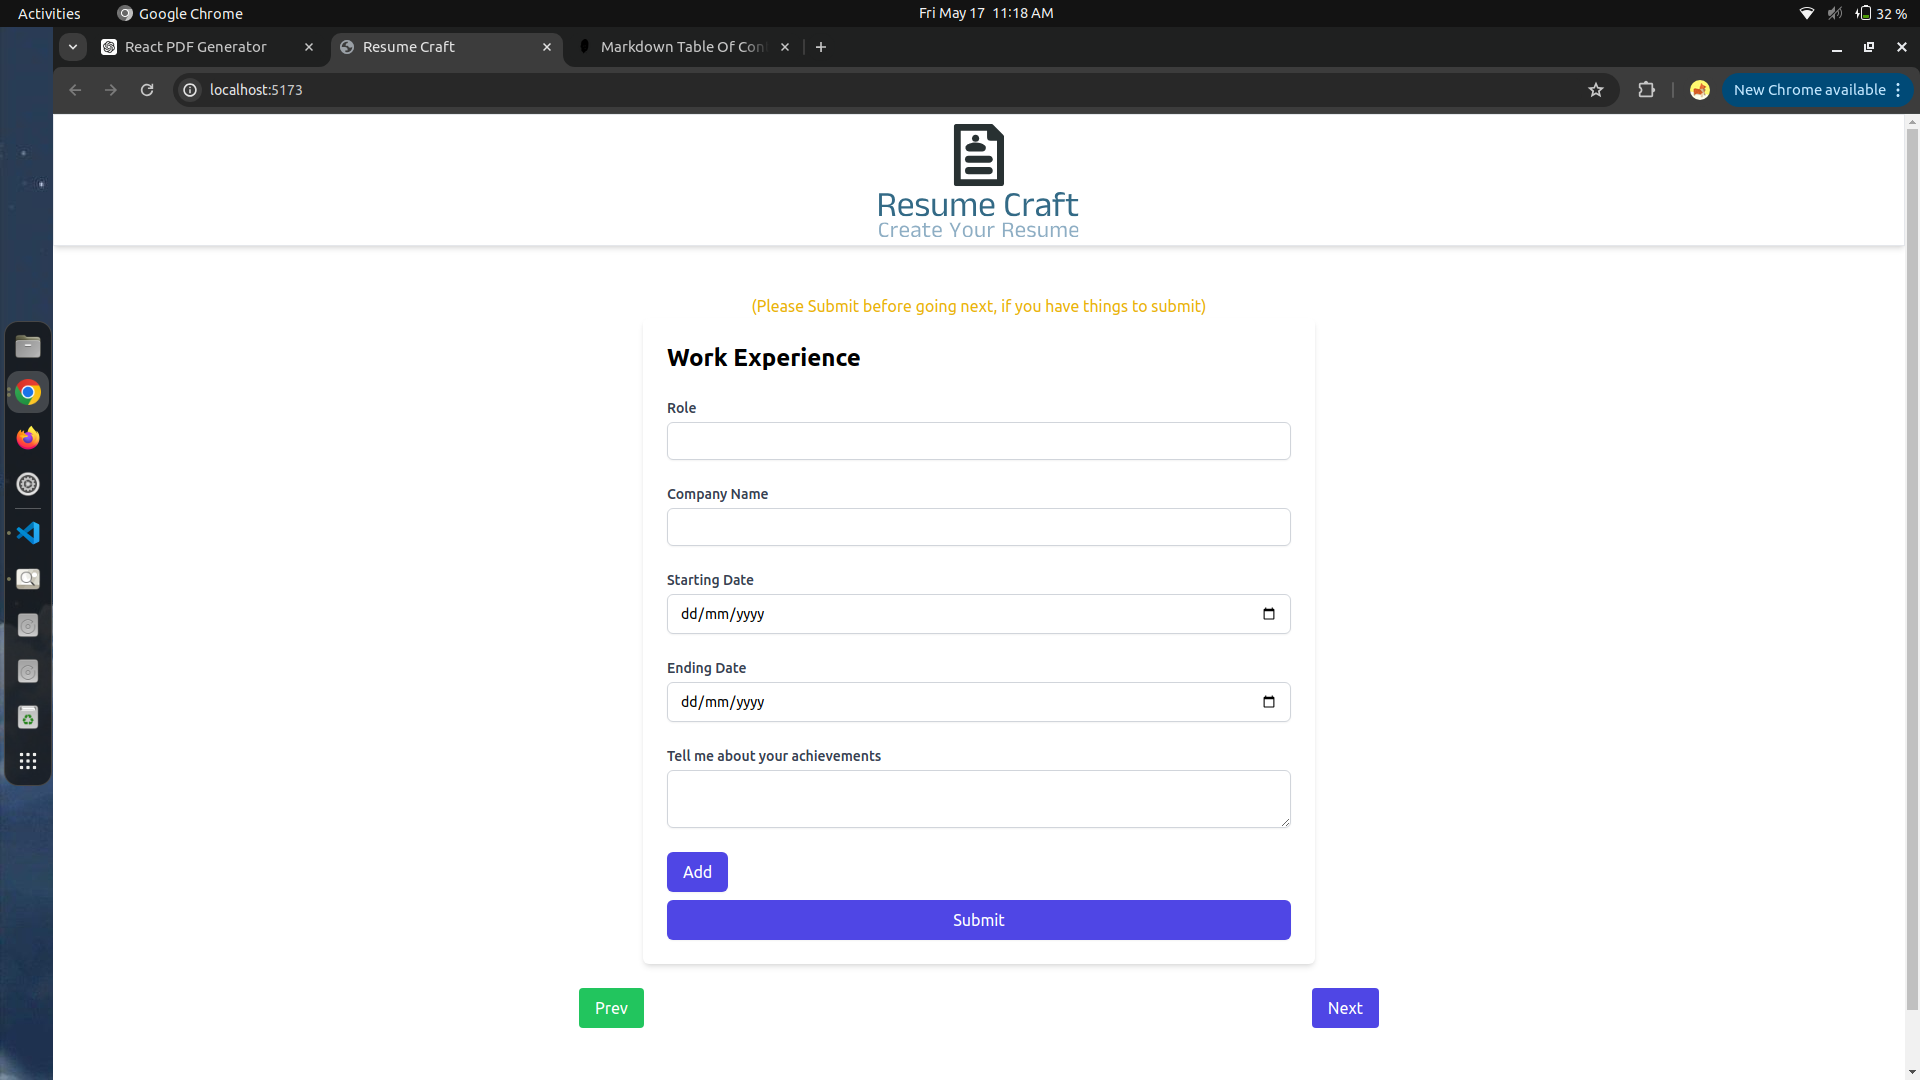 Activities Google Chrome Fri May 17 11:18 AM 32 %
React PDF Generator Resume Craft Markdown Table Of Con
localhost:5173 New Chrome available
Resume Craft
Create Your Resume
(Please Submit before going next, if you have things to submit)
Work Experience
Role
Company Name
Starting Date
dd/mm/yyyy
Ending Date
dd/mm/yyyy
Tell me about your achievements
Add
Submit
Prev Next